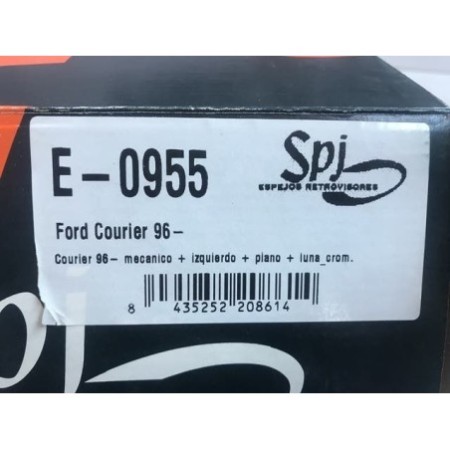 Spj
ESPEJOS RETROVISORES
E-0955
Ford Courier 96-
Courier 96- mecanico + izquierdo + plano + luna_crom.
8 435252 208614